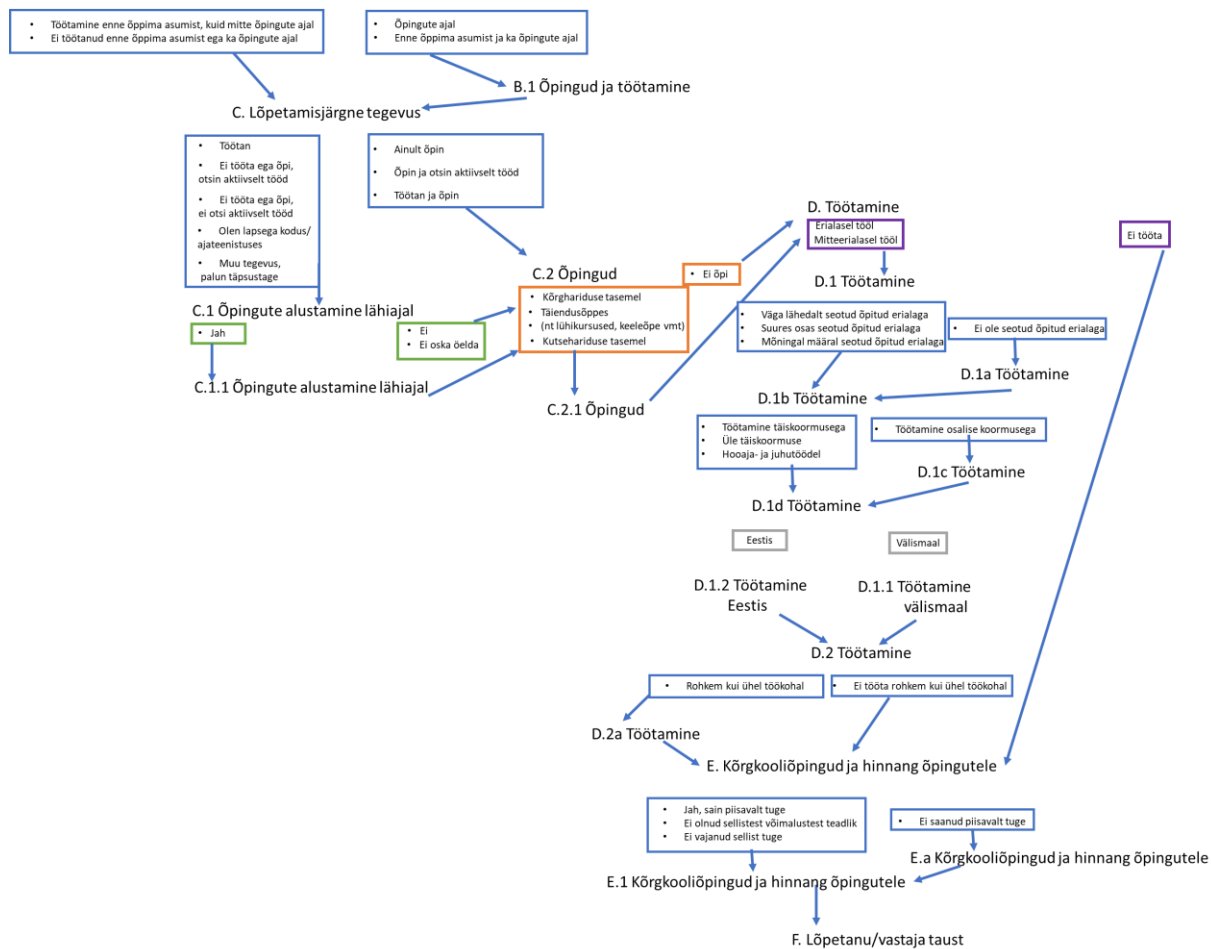 • Töötamine enne õppima asumist, kuid mitte õpingute ajal
• Ei töötanud enne õppima asumist ega ka õpingute ajal
• Õpingute ajal
• Enne õppima asumist ja ka õpingute ajal
B.1 Õpingud ja töötamine
C. Lõpetamisjärgne tegevus
• Töötan
• Ei tööta ega õpi,
otsin aktiivselt tööd
• Ei tööta ega õpi,
ei otsi aktiivselt tööd
• Olen lapsega kodus/
ajateenistuses
• Muu tegevus,
palun täpsustage
• Ainult õpin
• Õpin ja otsin aktiivselt tööd
• Töötan ja õpin
C.1 Õpingute alustamine lähiajal
• Jah
• Ei
• Ei oska öelda
C.1.1 Õpingute alustamine lähiajal
C.2 Õpingud
• Ei õpi
• Kõrghariduse tasemel
• Täiendusõppes
• (nt lühikursused, keeleõpe vmt)
• Kutsehariduse tasemel
C.2.1 Õpingud
D. Töötamine
Erialasel tööl
Mitteerialasel tööl
Ei tööta
D.1 Töötamine
• Väga lähedalt seotud õpitud erialaga
• Suures osas seotud õpitud erialaga
• Mõningal määral seotud õpitud erialaga
• Ei ole seotud õpitud erialaga
D.1a Töötamine
D.1b Töötamine
• Töötamine täiskoormusega
• Üle täiskoormuse
• Hooaja- ja juhutöödel
• Töötamine osalise koormusega
D.1c Töötamine
D.1d Töötamine
Eestis
Välismaal
D.1.2 Töötamine
Eestis
D.1.1 Töötamine
välismaal
D.2 Töötamine
• Rohkem kui ühel töökohal
• Ei tööta rohkem kui ühel töökohal
D.2a Töötamine
E. Kõrgkooliõpingud ja hinnang õpingutele
• Jah, sain piisavalt tuge
• Ei olnud sellistest võimalustest teadlik
• Ei vajanud sellist tuge
• Ei saanud piisavalt tuge
E.a Kõrgkooliõpingud ja hinnang õpingutele
E.1 Kõrgkooliõpingud ja hinnang õpingutele
F. Lõpetanu/vastaja taust